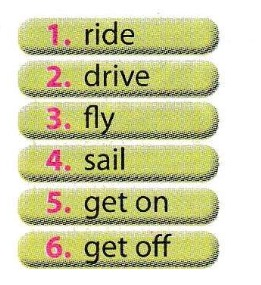 1. ride
2. drive
3. fly
4. sail
5. get on
6. get off